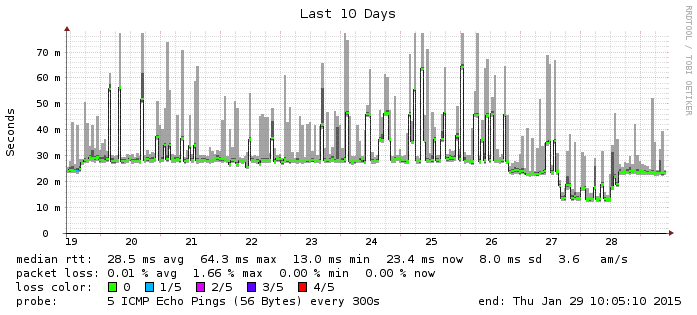 Last 10 Days
RRDTOOL / TOBI OETIKER
Seconds
70 m
60 m
50 m
40 m
30 m
20 m
10 m
0
19 20 21 22 23 24 25 26 27 28
median rtt: 28.5 ms avg 64.3 ms max 13.0 ms min 23.4 ms now 8.0 ms sd 3.6 am/s
packet loss: 0.01 % avg 1.66 % max 0.00 % min 0.00 % now
loss color: 0 1/5 2/5 3/5 4/5
probe: 5 ICMP Echo Pings (56 Bytes) every 300s end: Thu Jan 29 10:05:10 2015